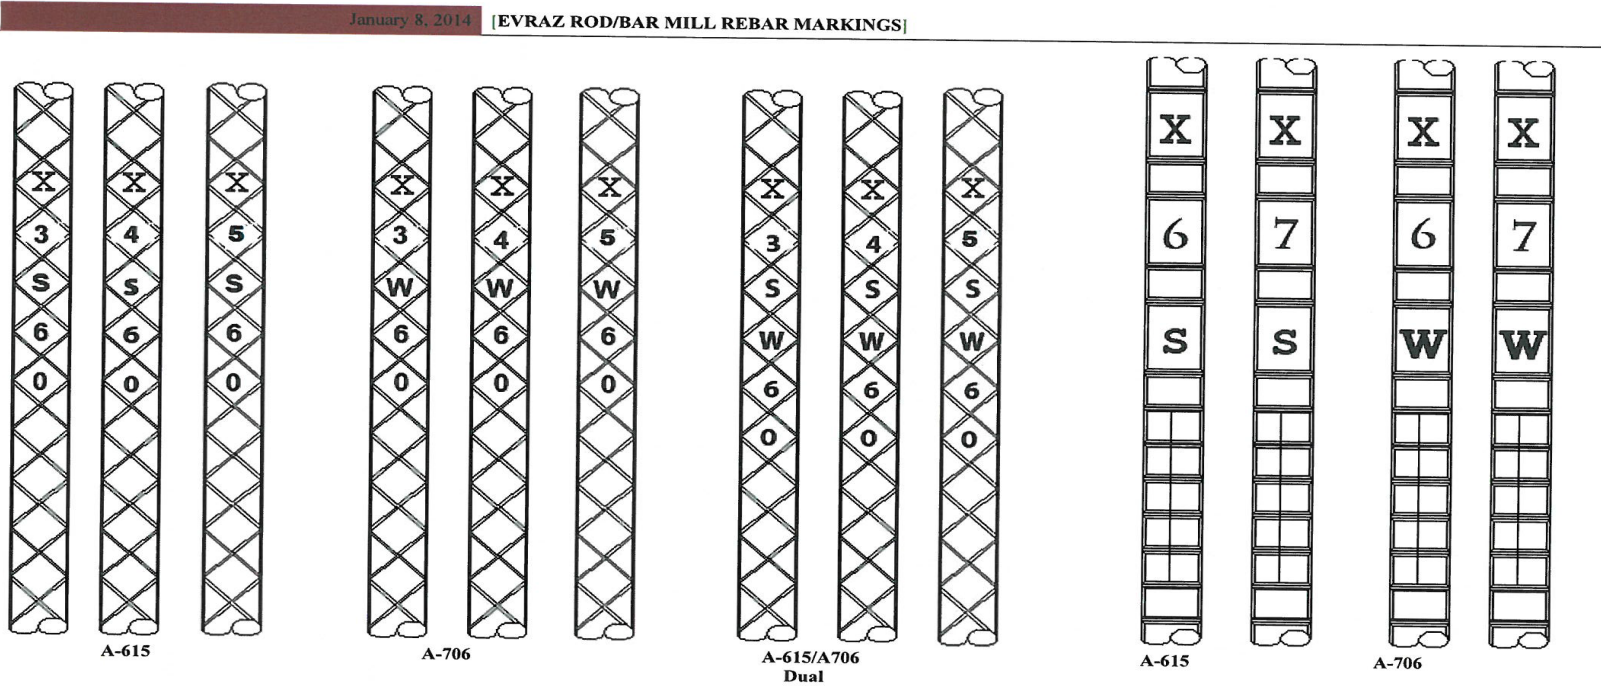 January 8, 2014 [EVRAZ ROD/BAR MILL REBAR MARKINGS]
X
3
S
6
0
X
4
S
6
0
X
5
S
6
0
A-615
X
3
W
6
0
X
4
W
6
0
X
5
W
6
0
A-706
X
3
S
W
6
0
X
4
S
W
6
0
X
5
S
W
6
0
A-615/A706
Dual
X
6
S
X
7
S
A-615
X
6
W
X
7
W
A-706